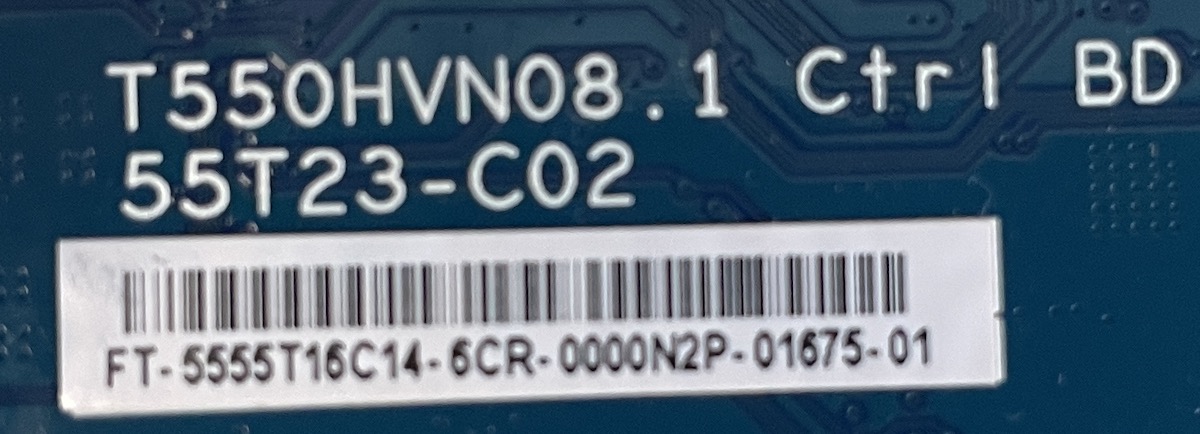 T550HVN08.1 Ctrl BD
55T23-C02
FT-5555T16C14-6CR-0000N2P-01675-01